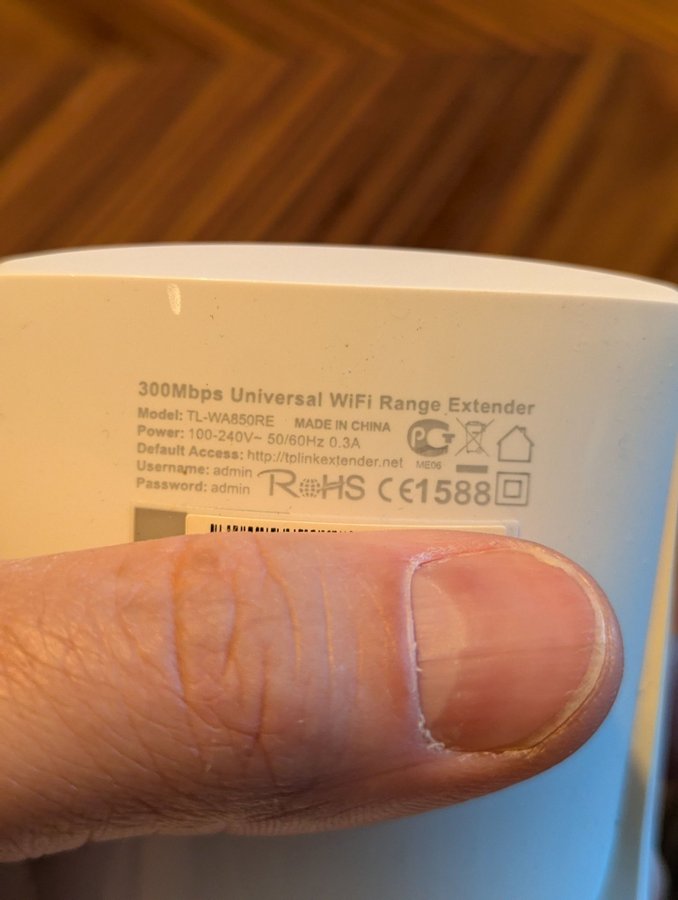 300Mbps Universal WiFi Range Extender
Model: TL-WA850RE MADE IN CHINA
Power: 100-240V~ 50/60Hz 0.3A
Default Access: http://tplinkextender.net
Username: admin
Password: admin
RoHS CE1588
PG
ME06